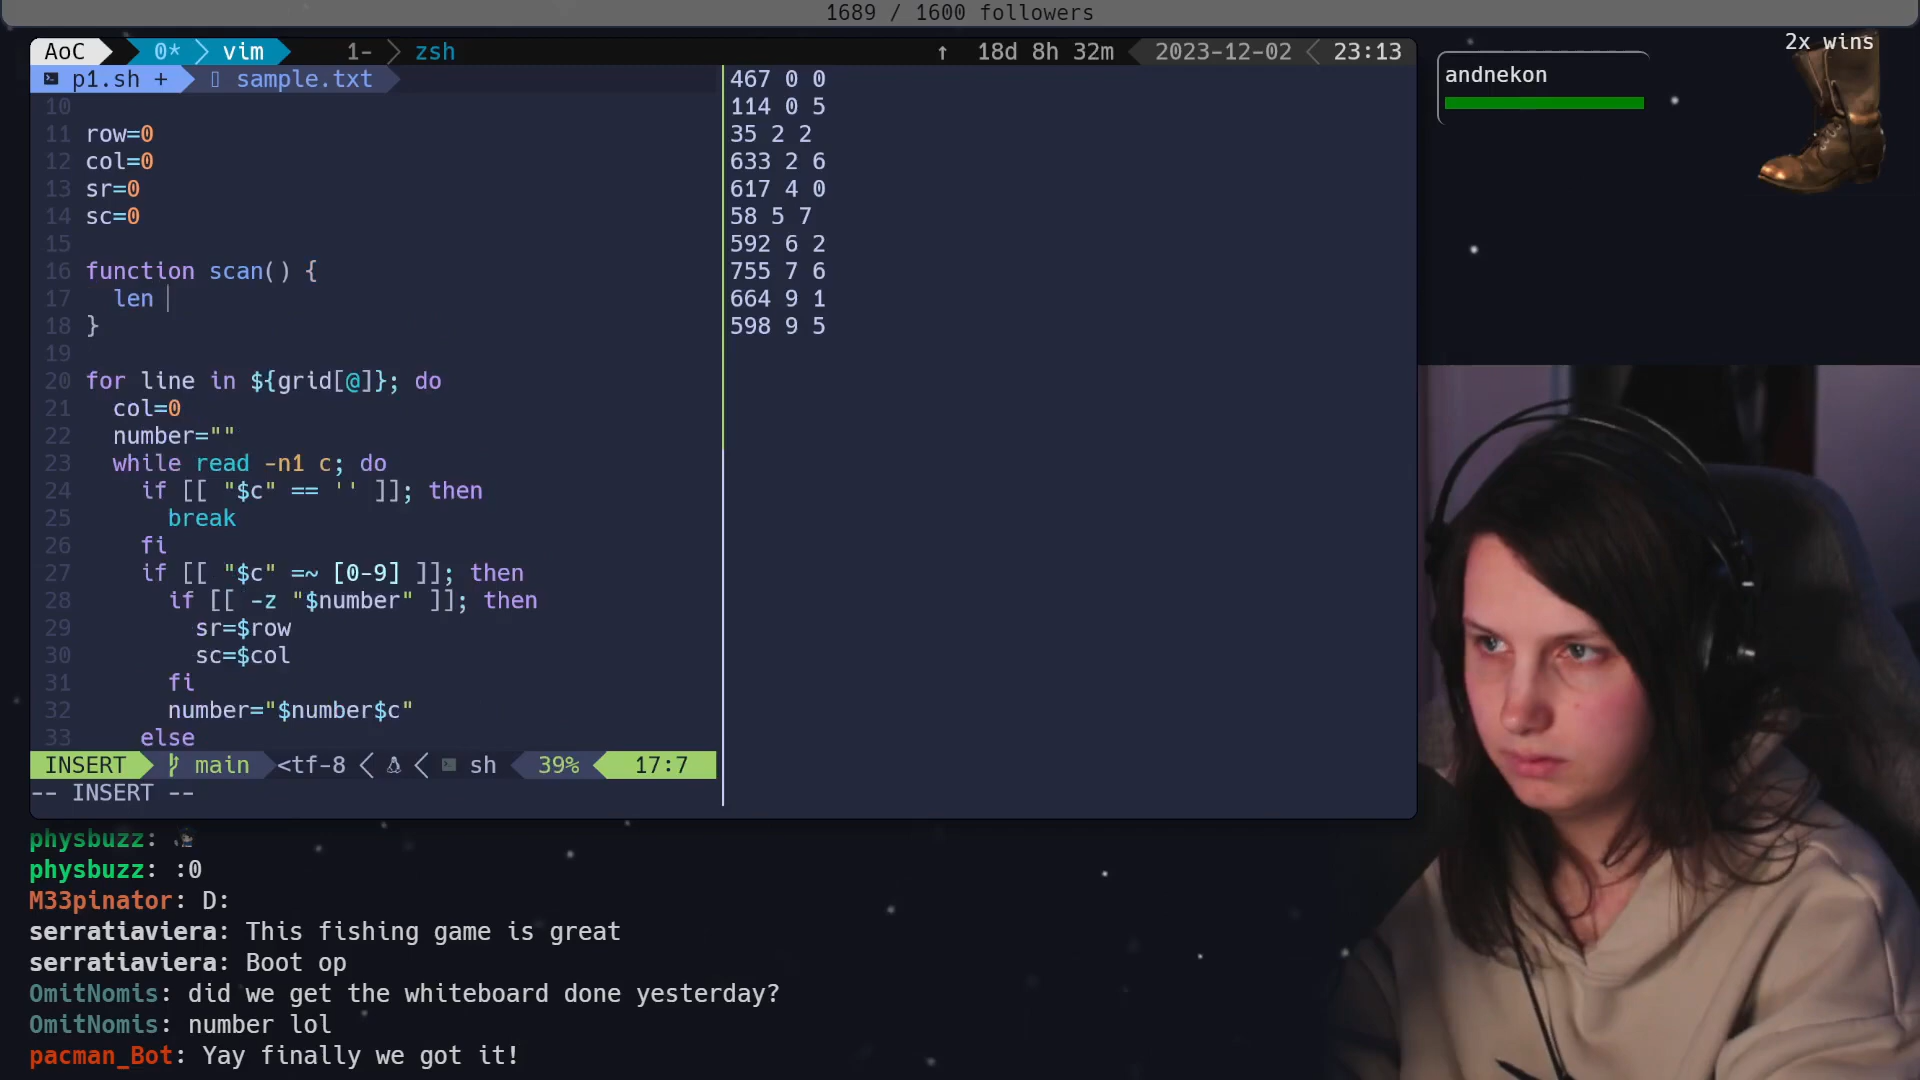 1689 / 1600 followers
AoC 0* vim 1- zsh ↑ 18d 8h 32m 2023-12-02 23:13
p1.sh + sample.txt
10
11 row=0
12 col=0
13 sr=0
14 sc=0
15
16 function scan() {
17 len
18 }
19
20 for line in ${grid[@]}; do
21 col=0
22 number=""
23 while read -n1 c; do
24 if [[ "$c" == '' ]]; then
25 break
26 fi
27 if [[ "$c" =~ [0-9] ]]; then
28 if [[ -z "$number" ]]; then
29 sr=$row
30 sc=$col
31 fi
32 number="$number$c"
33 else
INSERT main <tf-8 sh 39% 17:7
-- INSERT --
467 0 0
114 0 5
35 2 2
633 2 6
617 4 0
58 5 7
592 6 2
755 7 6
664 9 1
598 9 5
2x wins
andnekon
physbuzz:
physbuzz: :0
M33pinator: D:
serratiaviera: This fishing game is great
serratiaviera: Boot op
OmitNomis: did we get the whiteboard done yesterday?
OmitNomis: number lol
pacman_Bot: Yay finally we got it!